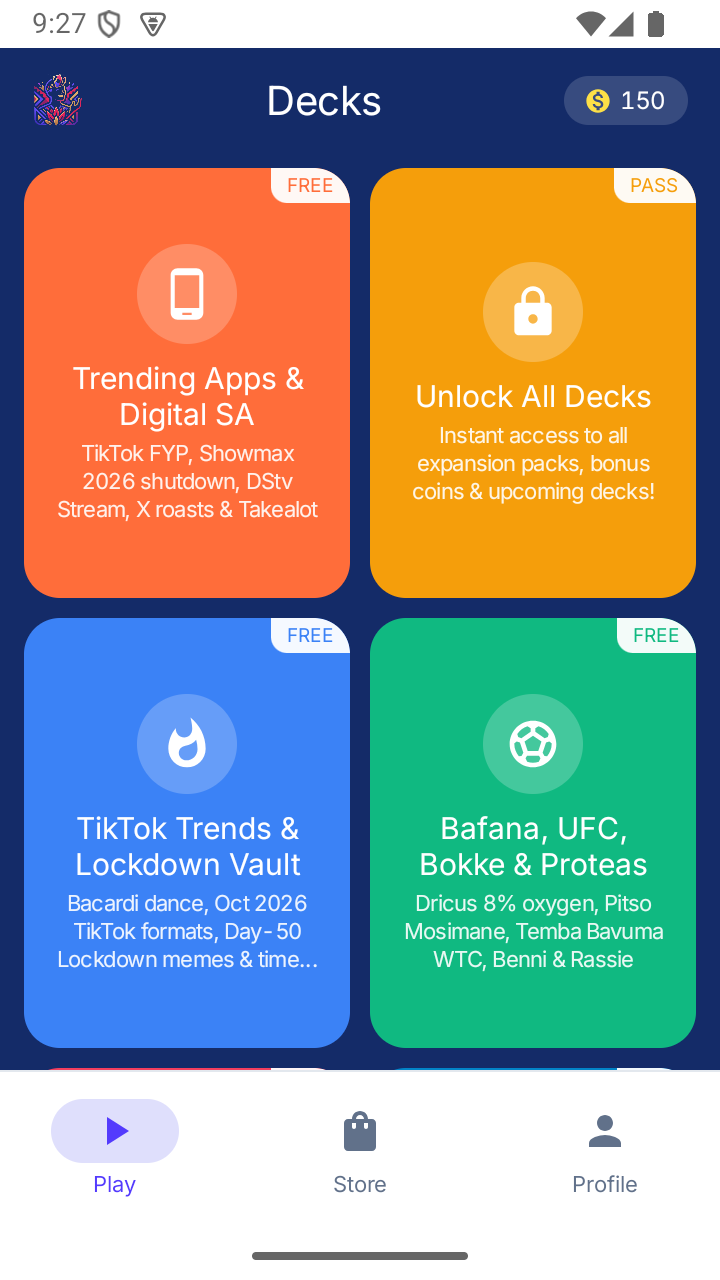 9:27
Decks
150
FREE
Trending Apps &
Digital SA
TikTok FYP, Showmax
2026 shutdown, DStv
Stream, X roasts & Takealot
PASS
Unlock All Decks
Instant access to all
expansion packs, bonus
coins & upcoming decks!
FREE
TikTok Trends &
Lockdown Vault
Bacardi dance, Oct 2026
TikTok formats, Day-50
Lockdown memes & time...
FREE
Bafana, UFC,
Bokke & Proteas
Dricus 8% oxygen, Pitso
Mosimane, Temba Bavuma
WTC, Benni & Rassie
Play
Store
Profile